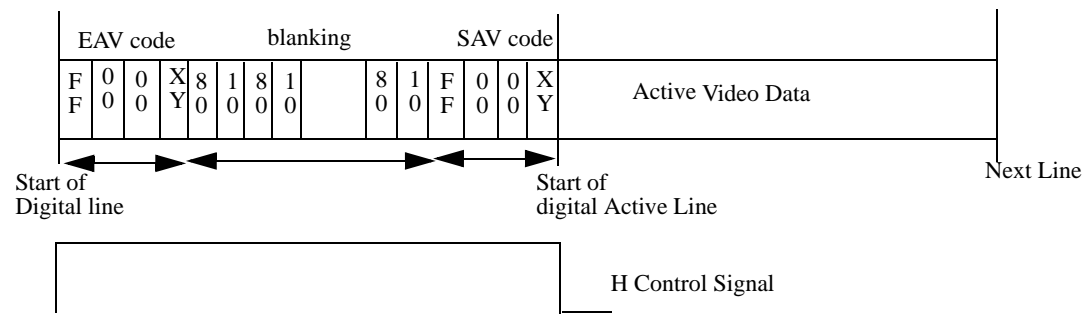 EAV code blanking SAV code
F 0 0 X 8 1 8 1 8 1 F 0 0 X
F 0 0 Y 0 0 0 0 0 0 F 0 0 Y
Active Video Data
Start of
Digital line
Start of
digital Active Line
Next Line
H Control Signal